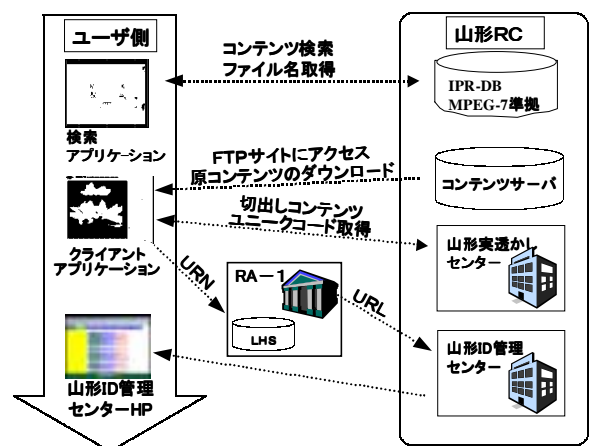 ユーザ側
山形RC
コンテンツ検索
ファイル名取得
IPR-DB
MPEG-7準拠
検索
アプリケーション
FTPサイトにアクセス
原コンテンツのダウンロード
コンテンツサーバ
切出しコンテンツ
ユニークコード取得
クライアント
アプリケーション
山形実透かし
センター
URN
RA－1
LHS
URL
山形ID管理
センター
山形ID管理
センターHP